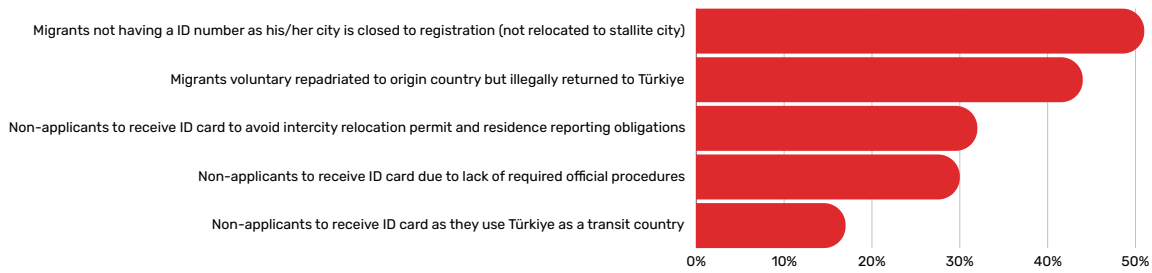 Migrants not having a ID number as his/her city is closed to registration (not relocated to stallite city)
Migrants voluntary repadriated to origin country but illegally returned to Türkiye
Non-applicants to receive ID card to avoid intercity relocation permit and residence reporting obligations
Non-applicants to receive ID card due to lack of required official procedures
Non-applicants to receive ID card as they use Türkiye as a transit country
0% 10% 20% 30% 40% 50%